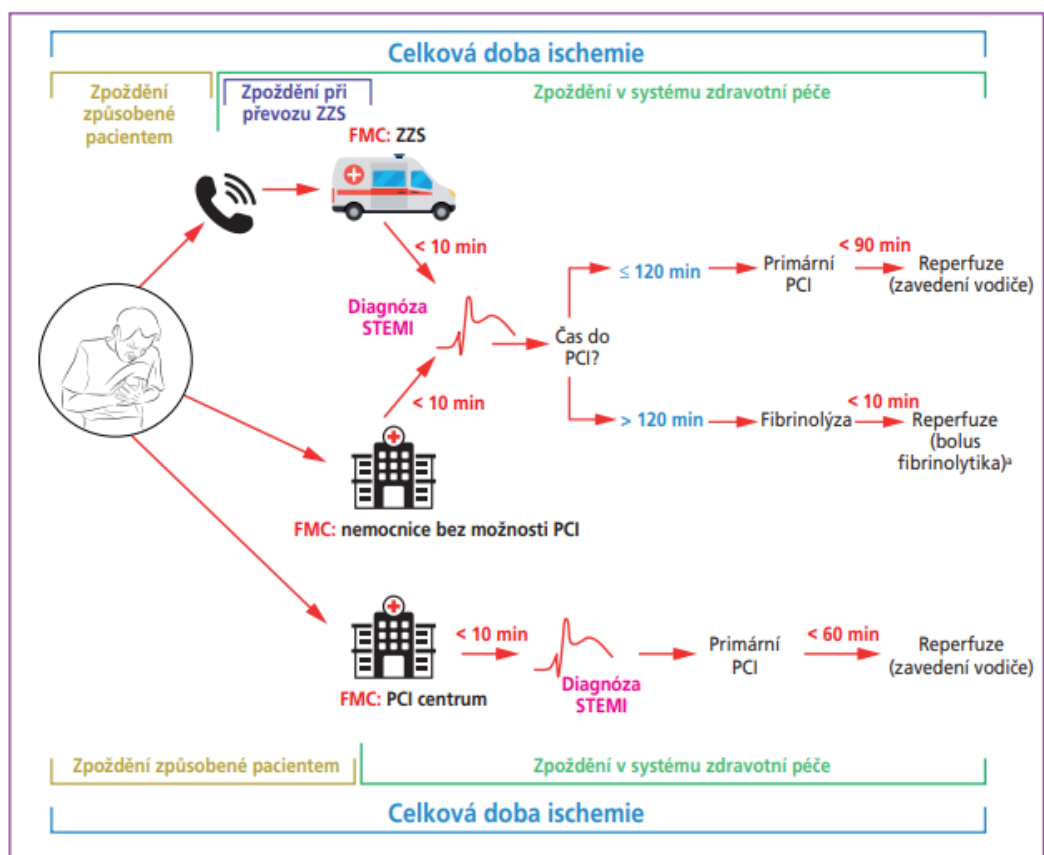 Celková doba ischemie
Zpoždění
způsobené
pacientem
Zpoždění při
převozu ZZS
Zpoždění v systému zdravotní péče
FMC: ZZS
< 10 min
Diagnóza
STEMI
< 10 min
Čas do
PCI?
≤ 120 min
Primární
PCI
< 90 min
Reperfuze
(zavedení vodiče)
> 120 min
Fibrinolýza
< 10 min
Reperfuze
(bolus
fibrinolytika)ª
FMC: nemocnice bez možnosti PCI
FMC: PCI centrum
< 10 min
Diagnóza
STEMI
Primární
PCI
< 60 min
Reperfuze
(zavedení vodiče)
Zpoždění způsobené pacientem
Zpoždění v systému zdravotní péče
Celková doba ischemie